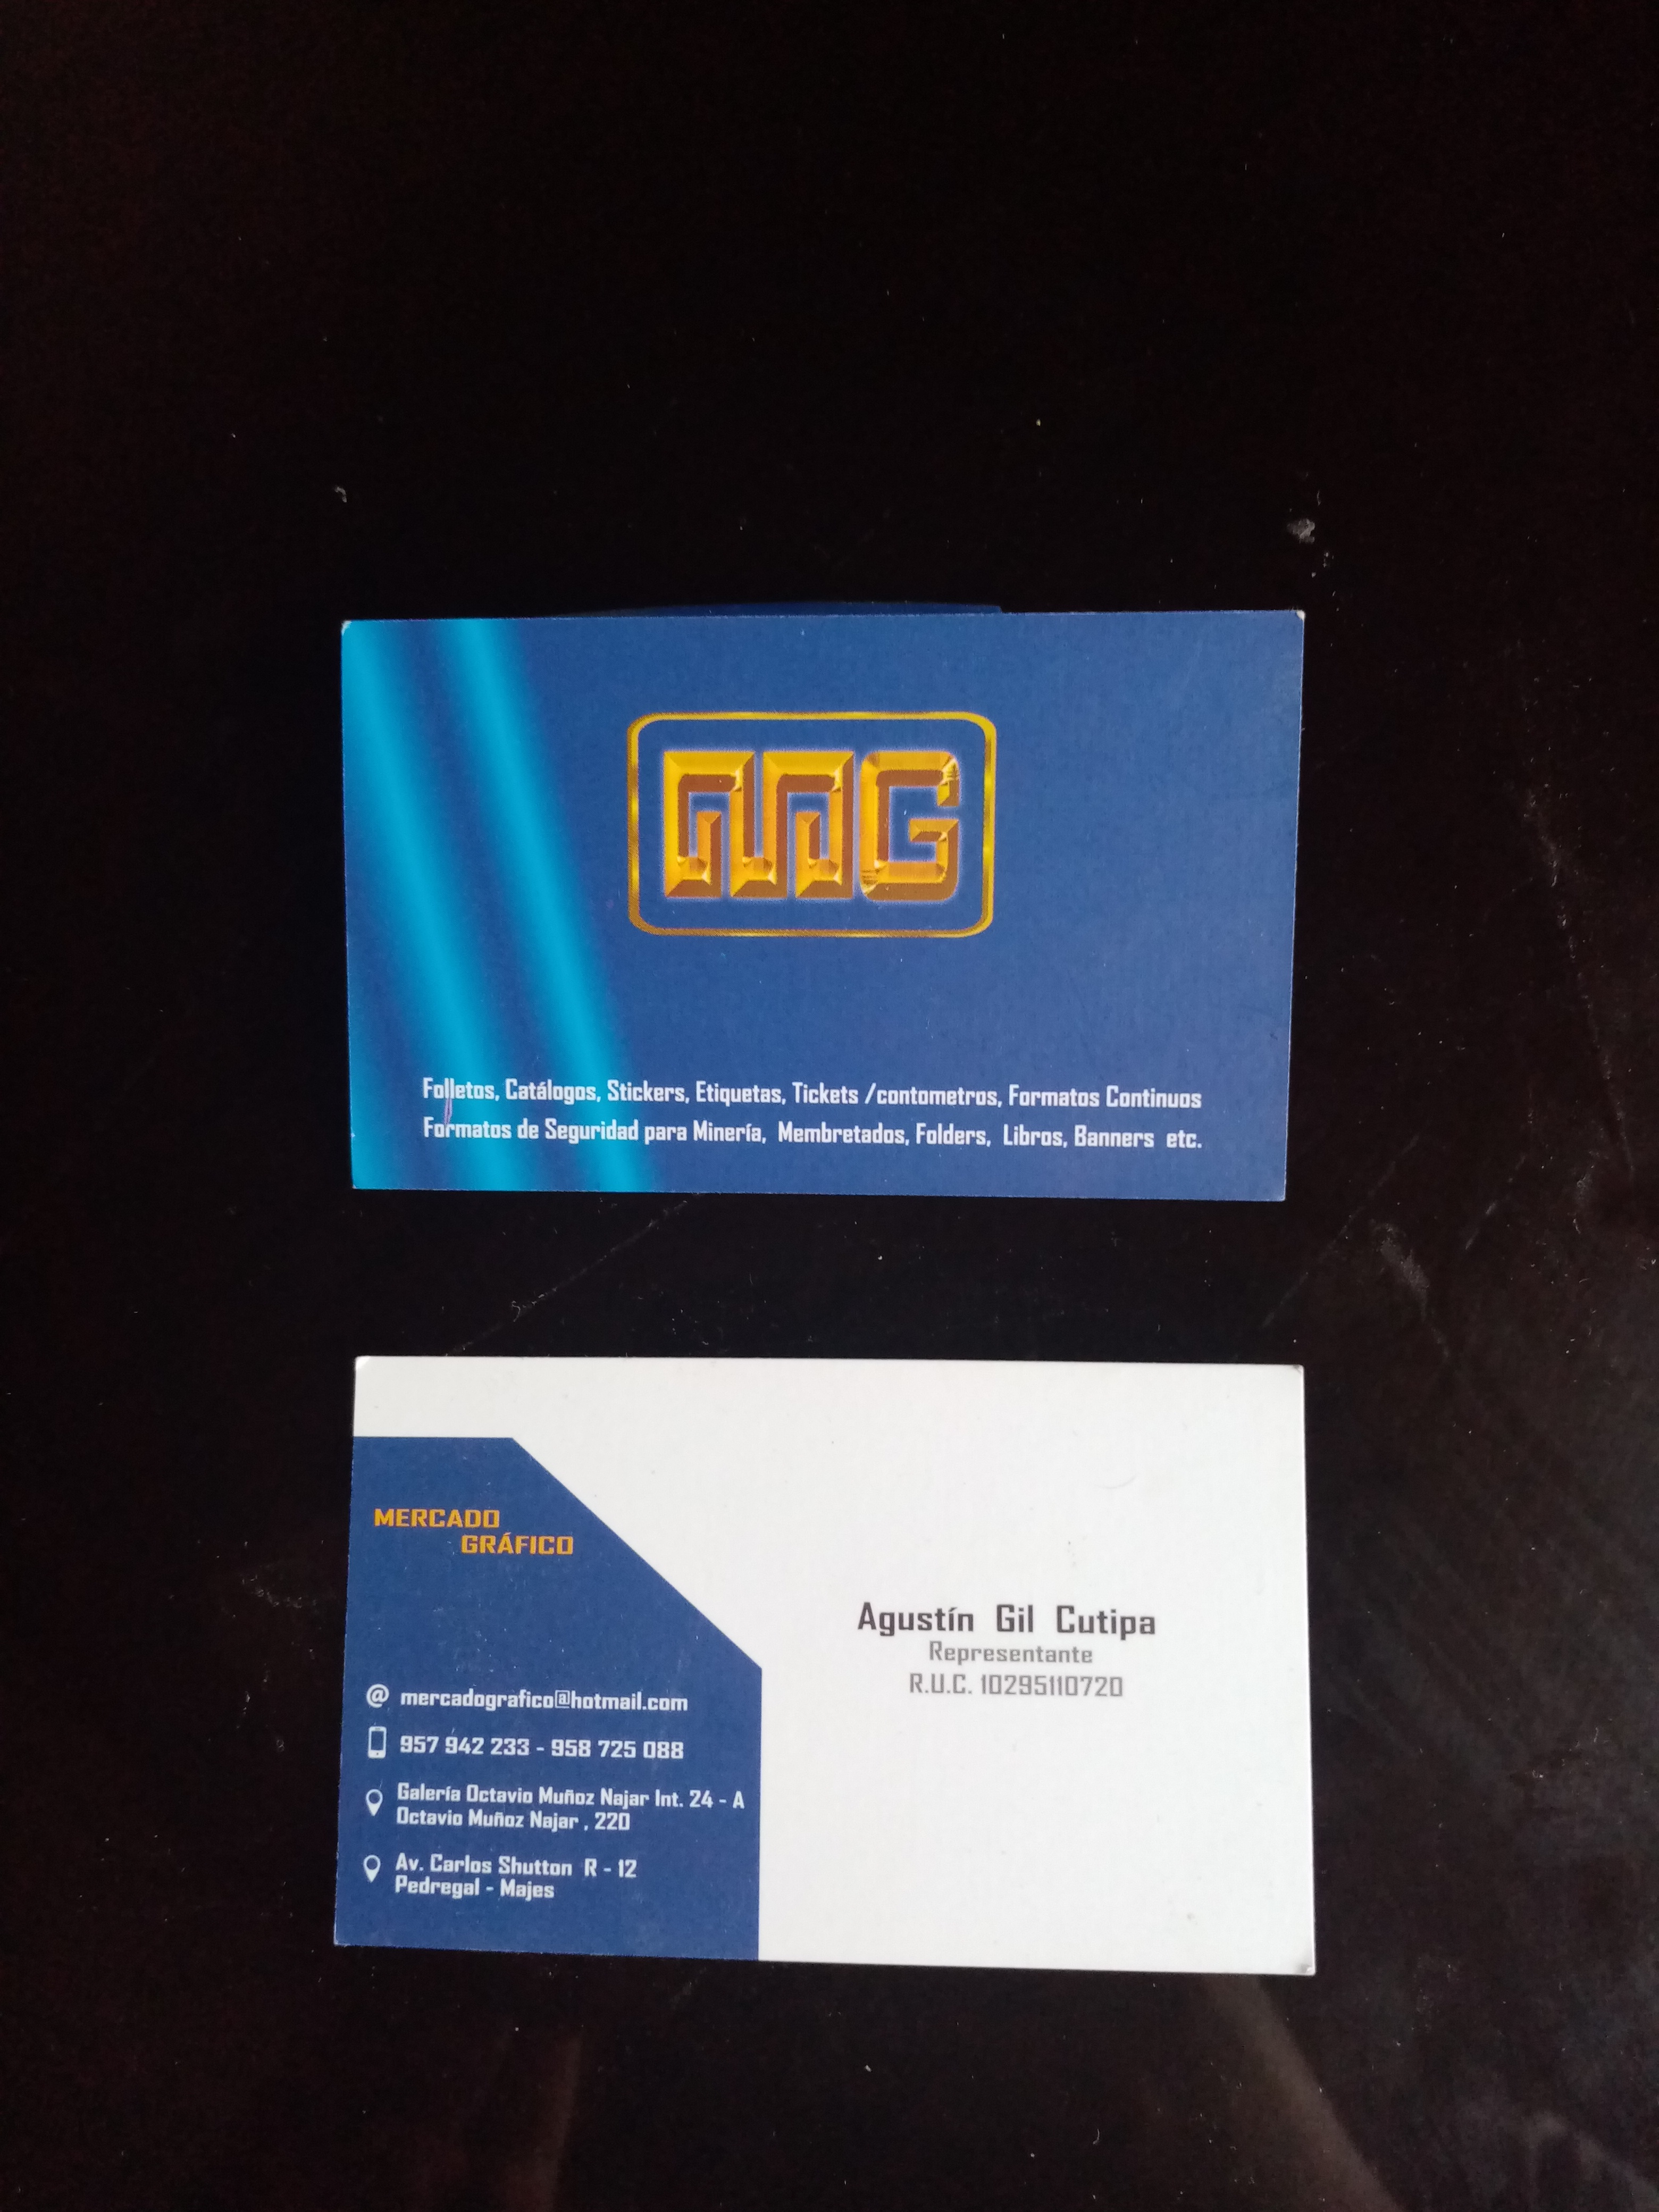 MG
Folletos, Catálogos, Stickers, Etiquetas, Tickets /contometros, Formatos Continuos
Formatos de Seguridad para Minería, Membretados, Folders, Libros, Banners etc.
MERCADO
GRÁFICO
@ mercadografico@hotmail.com
957 942 233 - 958 725 088
Galería Octavio Muñoz Najar Int. 24 - A
Octavio Muñoz Najar , 220
Av. Carlos Shutton R - 12
Pedregal - Majes
Agustín Gil Cutipa
Representante
R.U.C. 10295110720